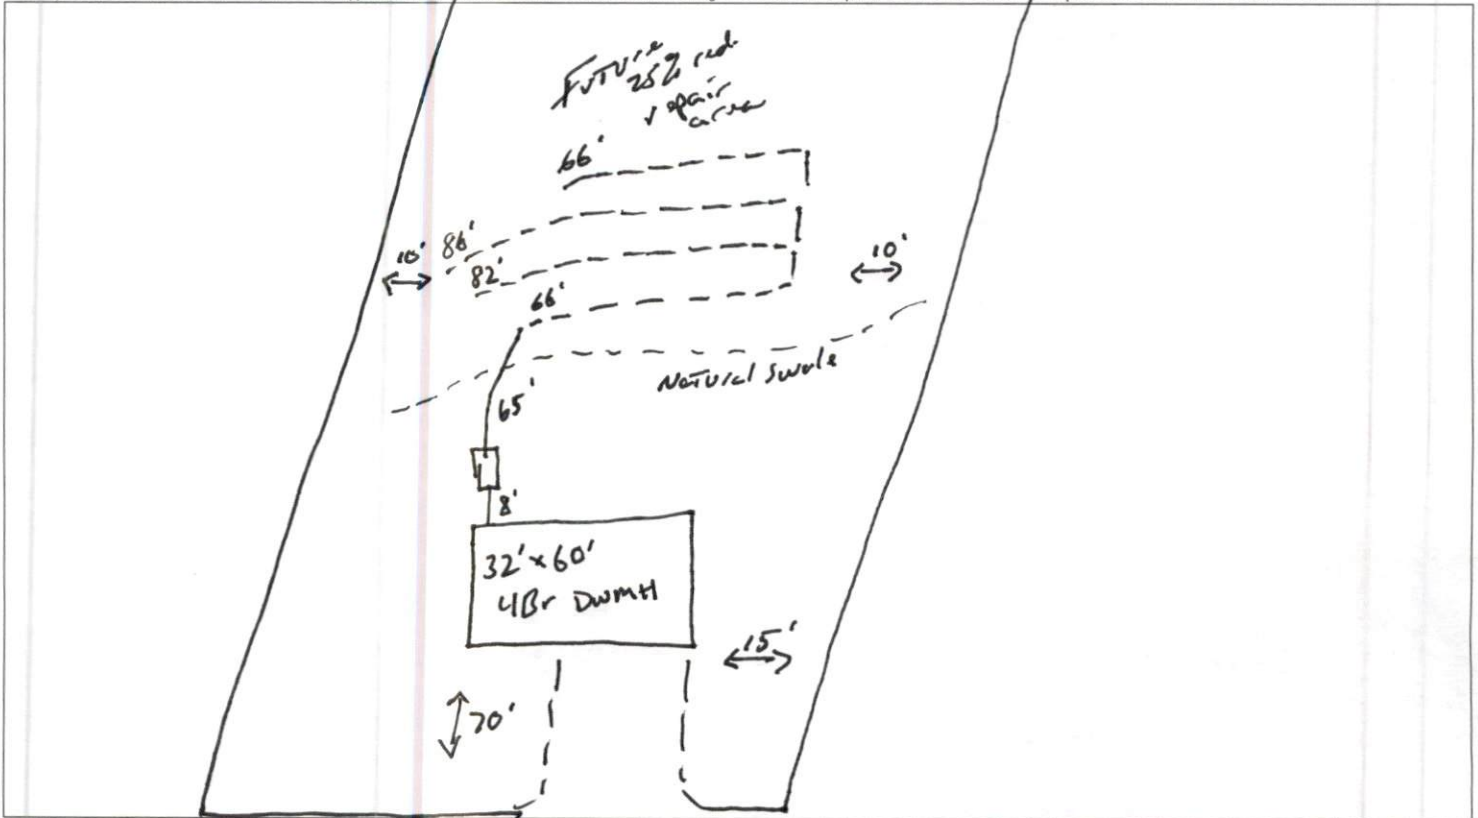 FUTURE
25% red.
repair
area
66'
86'
10'
10'
82'
66'
Natural Swale
65'
8'
32'x60'
4Br DWMH
15'